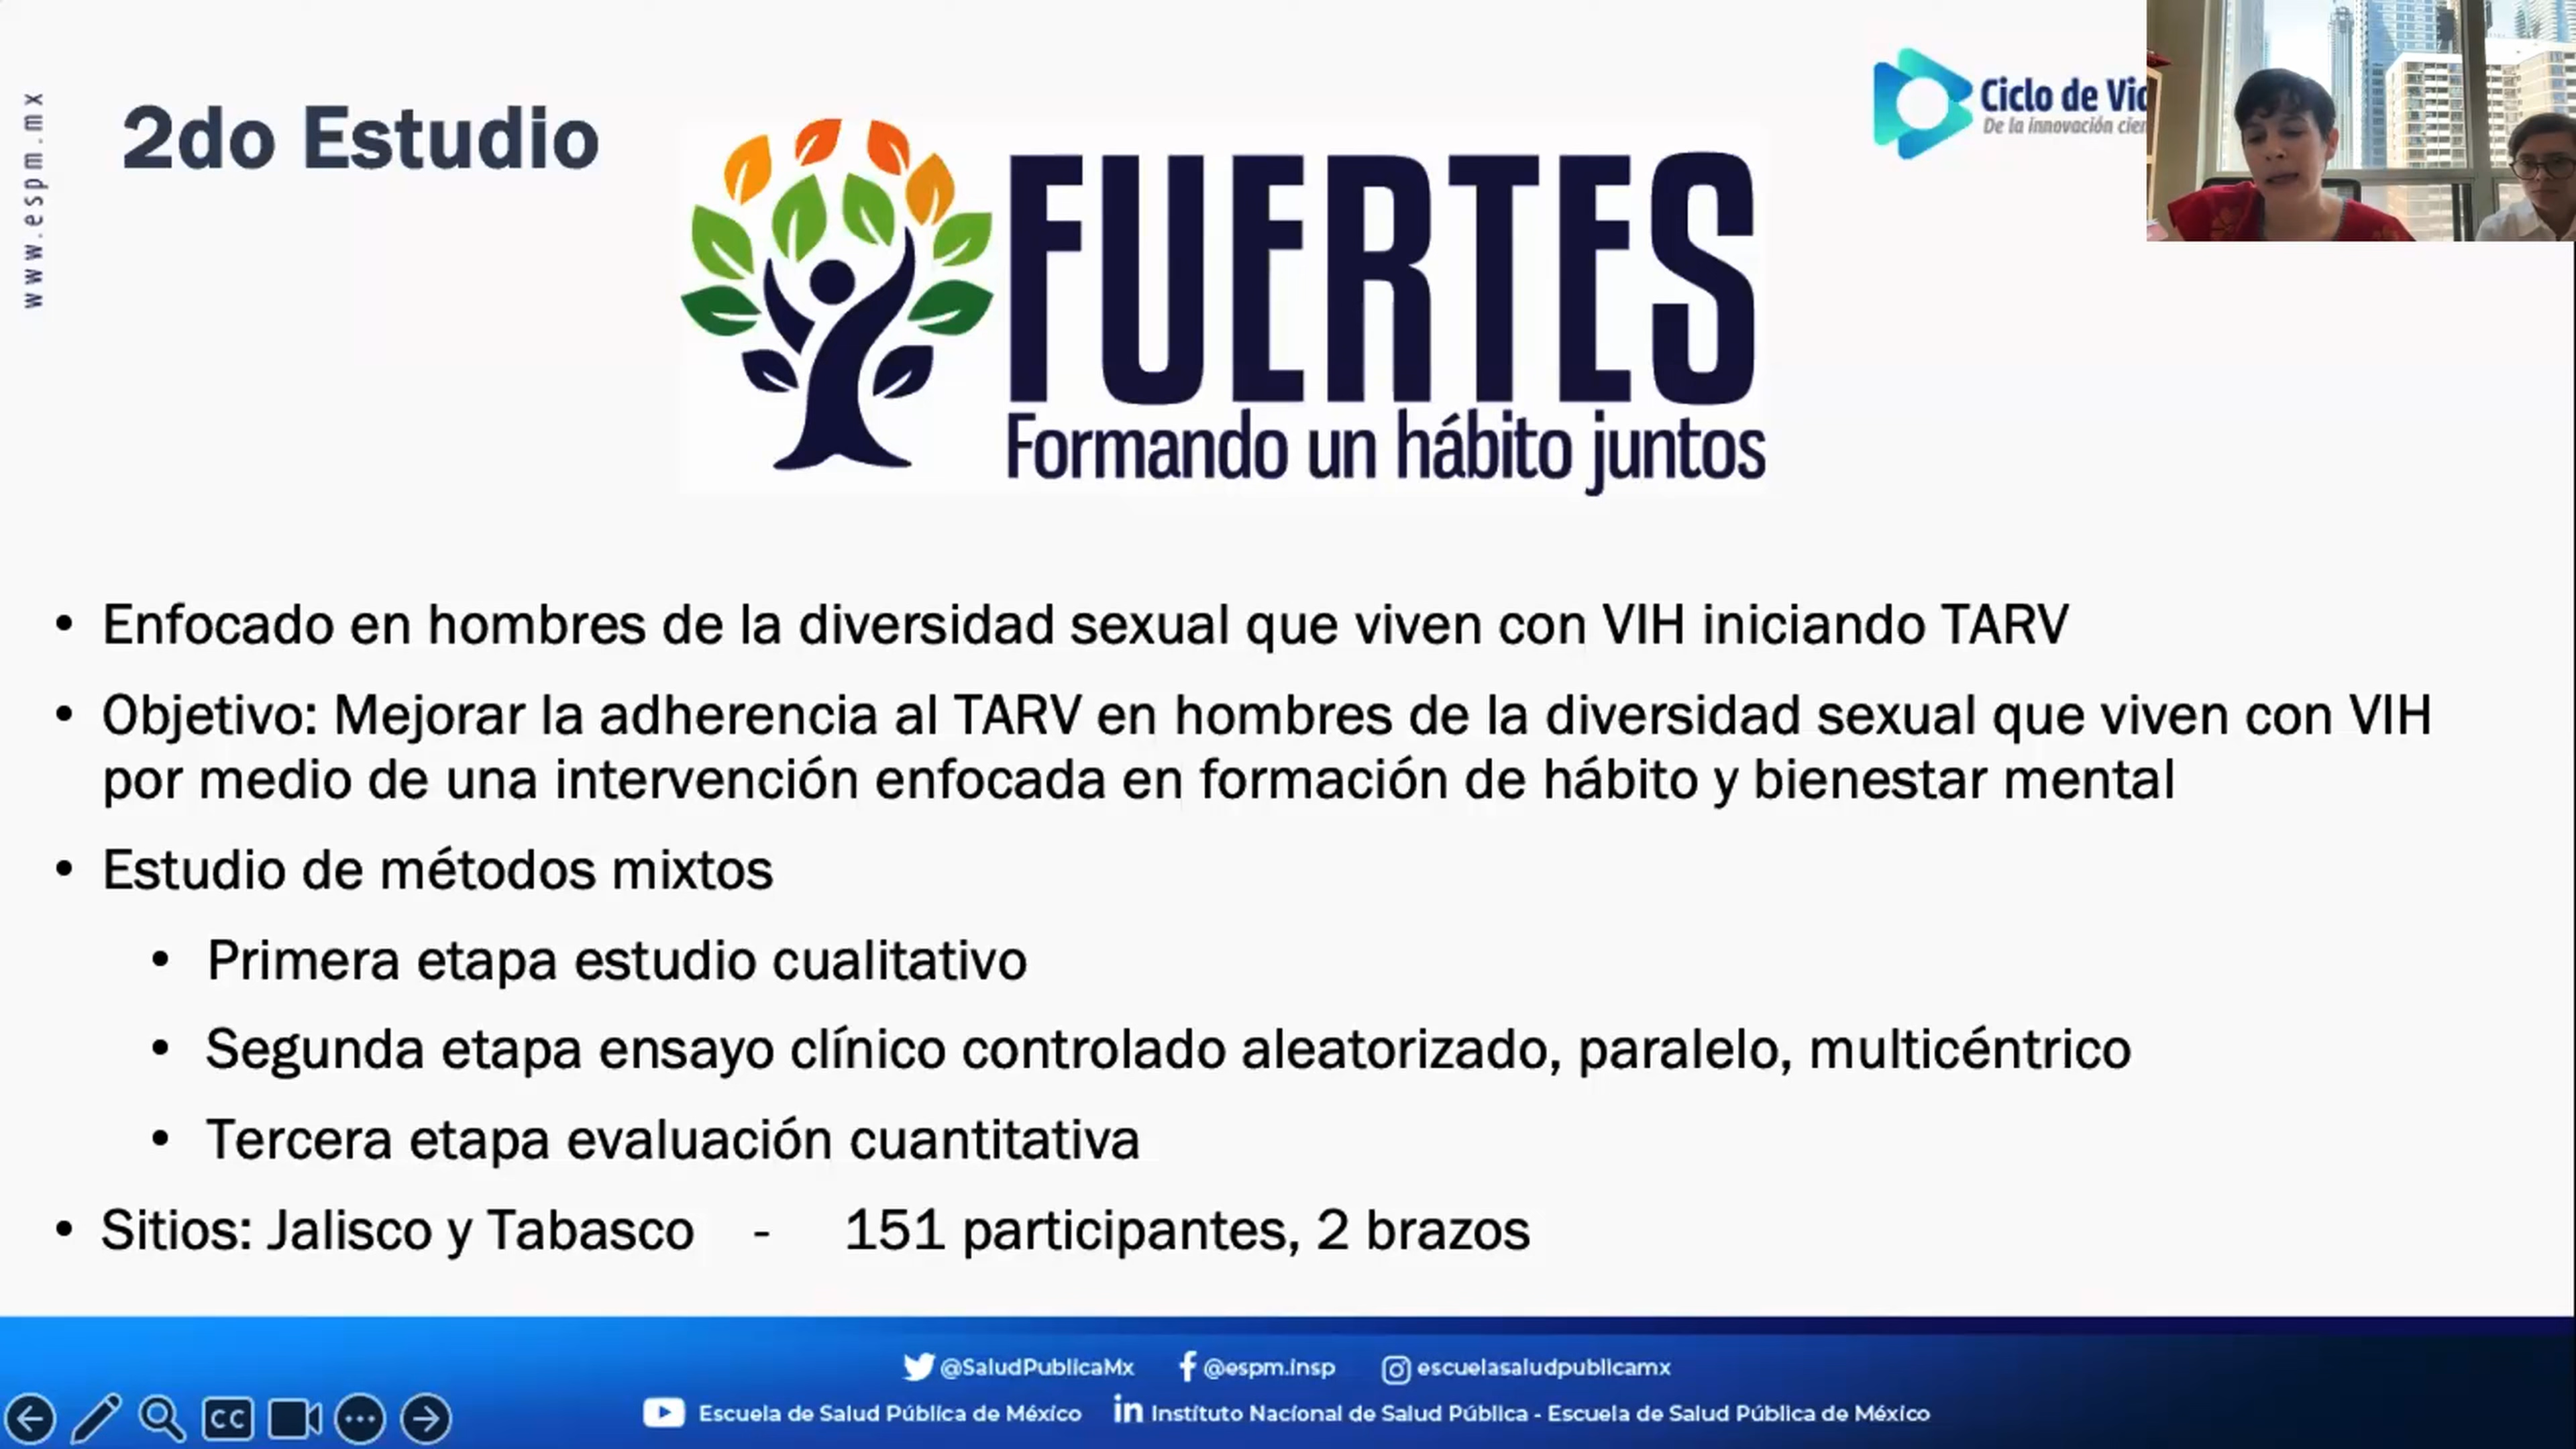 www.espm.mx
2do Estudio
FUERTES
Formando un hábito juntos
Ciclo de
De la innovación
• Enfocado en hombres de la diversidad sexual que viven con VIH iniciando TARV
• Objetivo: Mejorar la adherencia al TARV en hombres de la diversidad sexual que viven con VIH
por medio de una intervención enfocada en formación de hábito y bienestar mental
• Estudio de métodos mixtos
• Primera etapa estudio cualitativo
• Segunda etapa ensayo clínico controlado aleatorizado, paralelo, multicéntrico
• Tercera etapa evaluación cuantitativa
• Sitios: Jalisco y Tabasco - 151 participantes, 2 brazos
@SaludPublicaMx @espm.insp escuelasaludpublicamx
Escuela de Salud Pública de México in Instituto Nacional de Salud Pública - Escuela de Salud Pública de México
CC